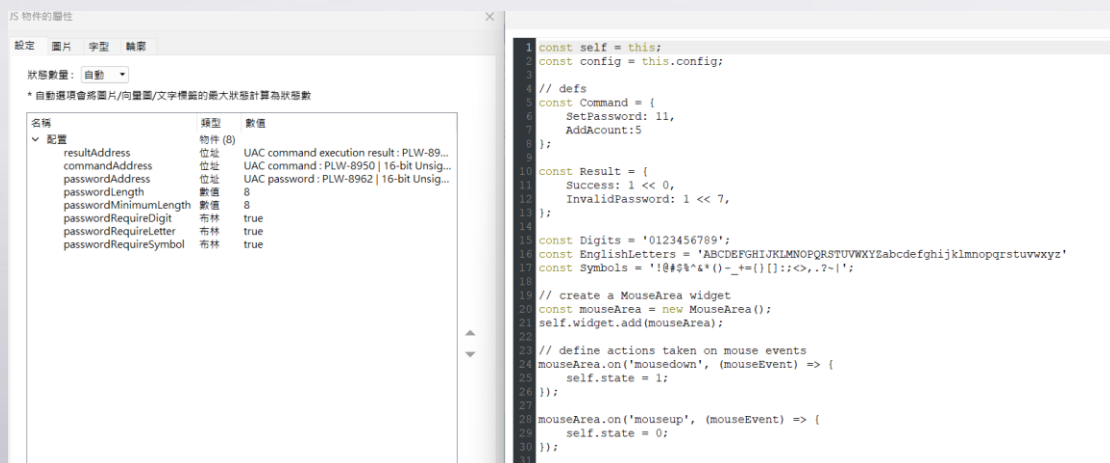 JS 物件的屬性
設定 圖片 字型 輪廓
狀態數量： 自動
* 自動選項會將圖片/向量圖/文字標籤的最大狀態計算為狀態數
名稱 類型 數值
配置 物件 (8)
resultAddress 位址 UAC command execution result : PLW-89...
commandAddress 位址 UAC command : PLW-8950 | 16-bit Unsig...
passwordAddress 位址 UAC password : PLW-8962 | 16-bit Unsig...
passwordLength 數值 8
passwordMinimumLength 數值 8
passwordRequireDigit 布林 true
passwordRequireLetter 布林 true
passwordRequireSymbol 布林 true
1 const self = this;
2 const config = this.config;
3
4 // defs
5 const Command = {
6 SetPassword: 11,
7 AddAcount:5
8 };
9
10 const Result = {
11 Success: 1 << 0,
12 InvalidPassword: 1 << 7,
13 };
14
15 const Digits = '0123456789';
16 const EnglishLetters = 'ABCDEFGHIJKLMNOPQRSTUVWXYZabcdefghijklmnopqrstuvwxyz'
17 const Symbols = '!@#$%^&*()-_+={}[]:;<>,.?~|';
18
19 // create a MouseArea widget
20 const mouseArea = new MouseArea();
21 self.widget.add(mouseArea);
22
23 // define actions taken on mouse events
24 mouseArea.on('mousedown', (mouseEvent) => {
25 self.state = 1;
26 });
27
28 mouseArea.on('mouseup', (mouseEvent) => {
29 self.state = 0;
30 });
31